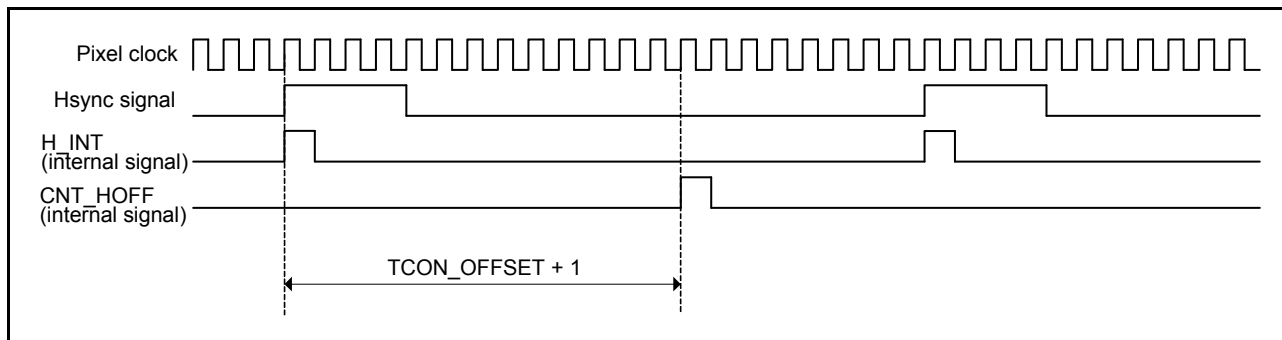 Pixel clock
Hsync signal
H_INT
(internal signal)
CNT_HOFF
(internal signal)
TCON_OFFSET + 1